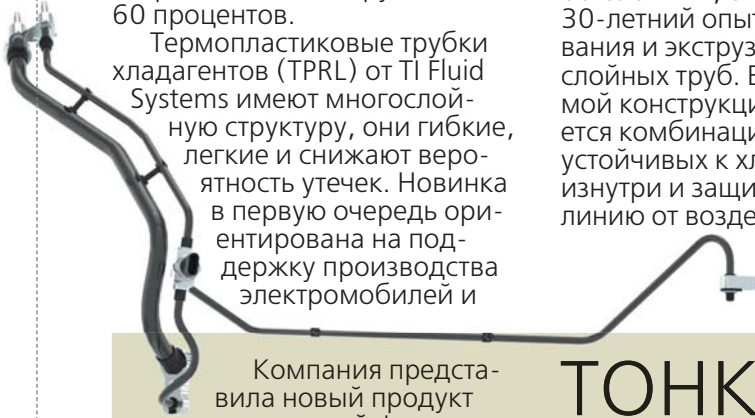 60 процентов.
Термопластиковые трубки
хладагентов (TPRL) от TI Fluid
Systems имеют многослой-
ную структуру, они гибкие,
легкие и снижают веро-
ятность утечек. Новинка
в первую очередь ори-
ентирована на под-
держку производства
электромобилей и
30-летний опыт
вания и экструз
слойных труб.
мой конструкци
ется комбинаци
устойчивых к хл
изнутри и защи
линию от возде
Компания предста-
вила новый продукт
ТОНК